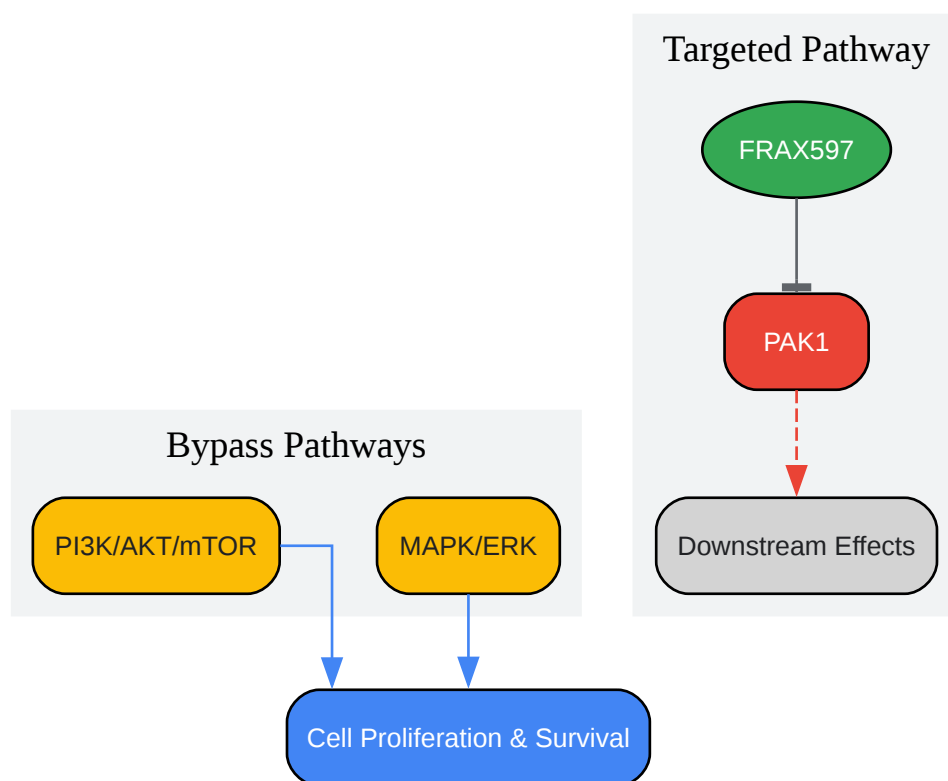 Targeted Pathway
FRAX597
PAK1
Bypass Pathways
PI3K/AKT/mTOR
MAPK/ERK
Downstream Effects
Cell Proliferation & Survival